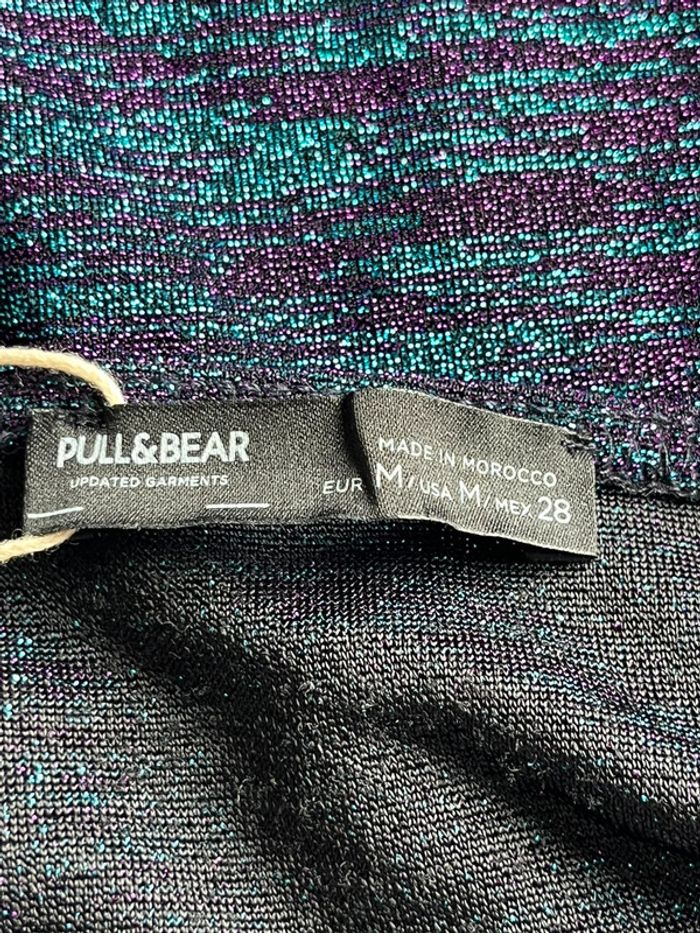 PULL&BEAR
UPDATED GARMENTS
MADE IN MOROCCO
EUR M / USA M / MEX 28